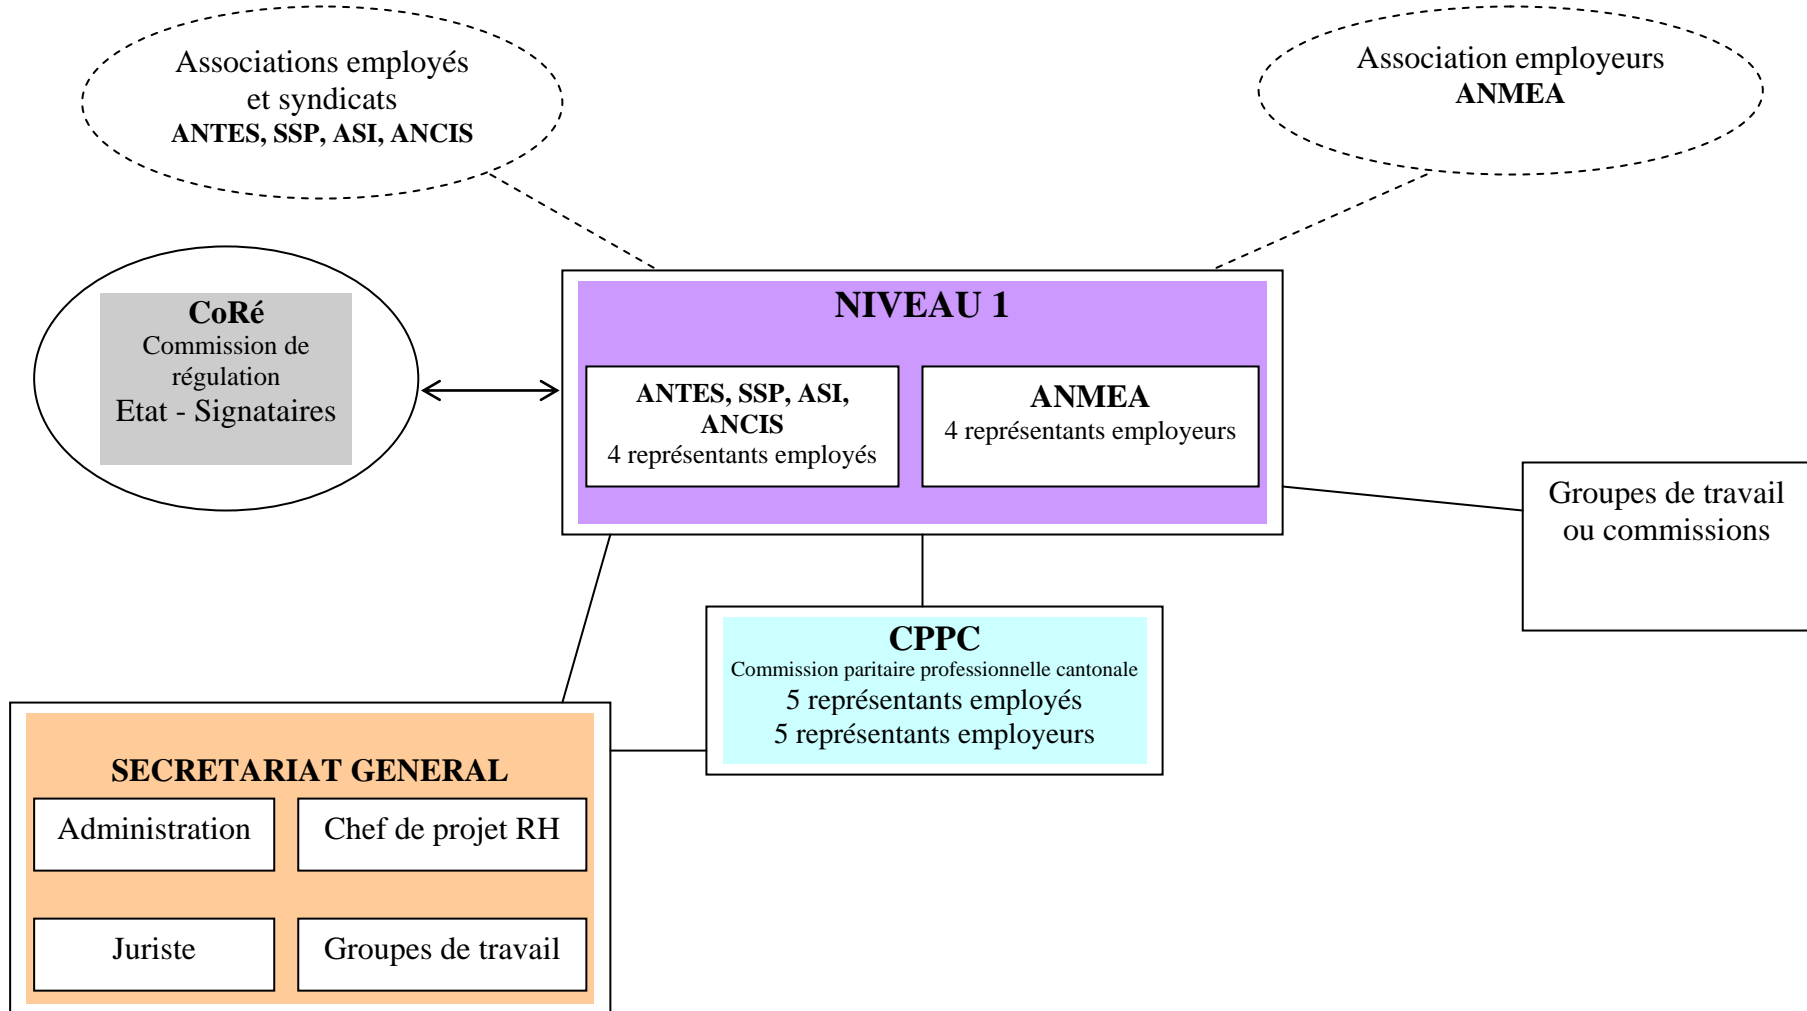 Associations employés
et syndicats
ANTES, SSP, ASI, ANCIS
Association employeurs
ANMEA
CoRé
Commission de
régulation
Etat - Signataires
NIVEAU 1
ANTES, SSP, ASI,
ANCIS
4 représentants employés
ANMEA
4 représentants employeurs
Groupes de travail
ou commissions
CPPC
Commission paritaire professionnelle cantonale
5 représentants employés
5 représentants employeurs
SECRETARIAT GENERAL
Administration
Chef de projet RH
Juriste
Groupes de travail